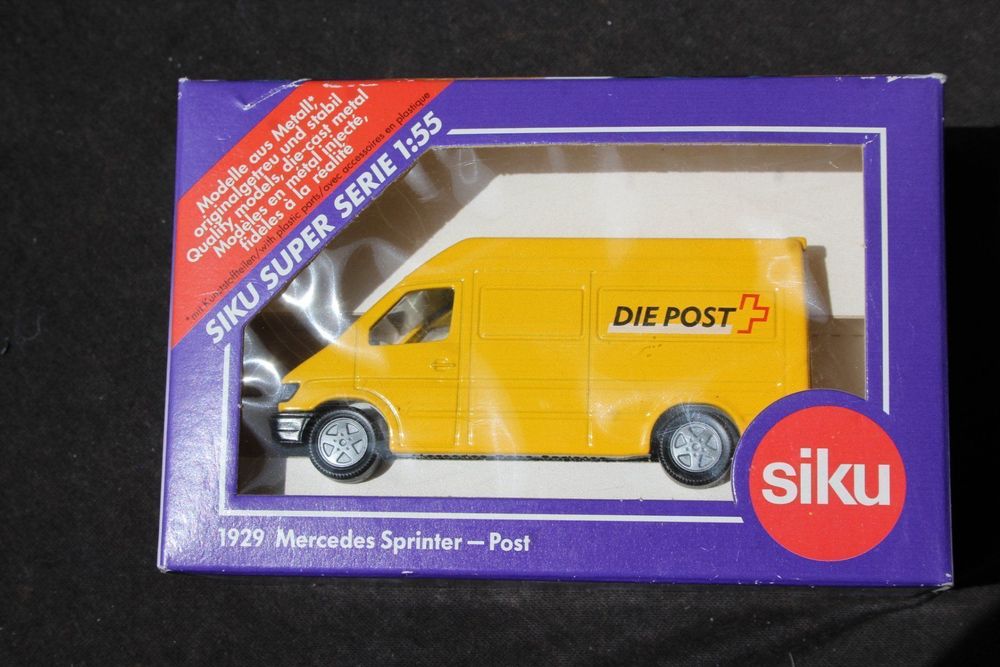 Modelle aus Metall*,
originalgetreu und stabil
Quality models, die-cast metal
Modèles en métal injecté,
fidèles à la réalité
*mit Kunststoffteilen/with plastic parts/avec accessoires en plastique
SIKU SUPER SERIE 1:55
DIE POST
siku
1929 Mercedes Sprinter – Post